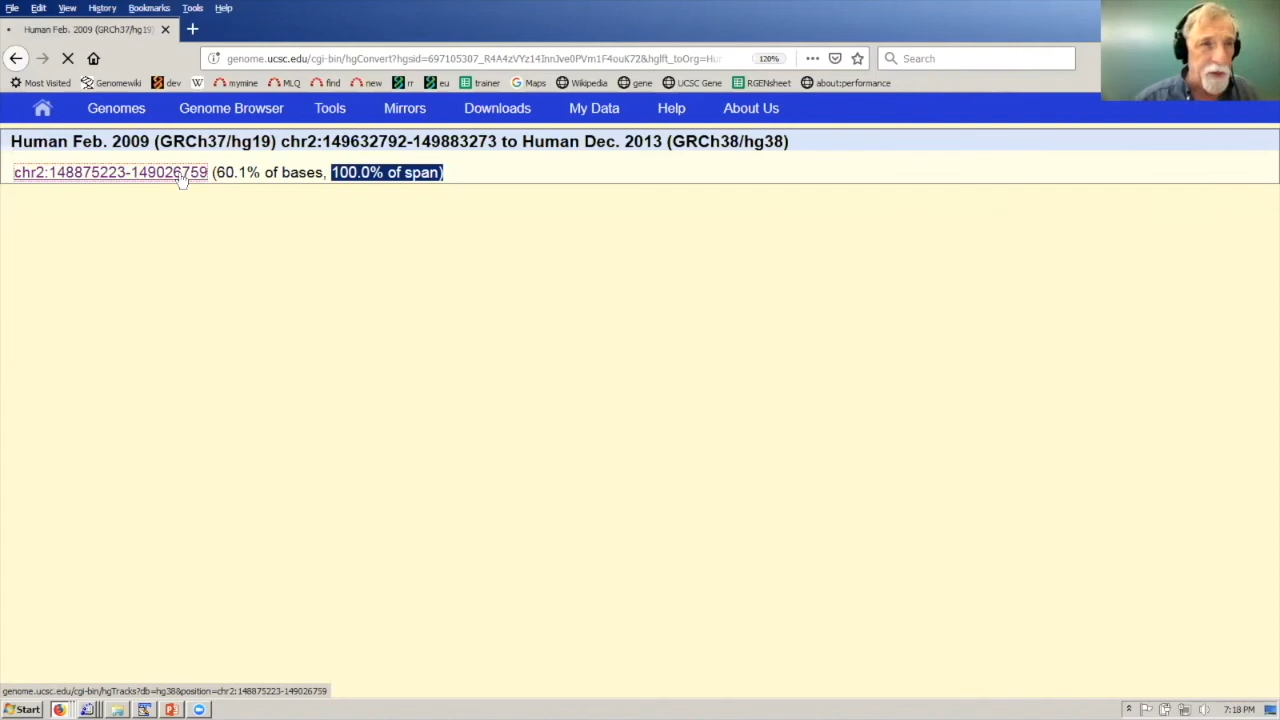 File Edit View History Bookmarks Tools Help
Human Feb. 2009 (GRCh37/hg19)
genome.ucsc.edu/cgi-bin/hgConvert?hgsid=697105307_R4A4zVYz14InnJve0PVm1F4ouK72&hglft_toOrg=Hur 120% Search
Most Visited Genomewiki dev mymine MLQ find new rr eu trainer Maps Wikipedia gene UCSC Gene RGENsheet about:performance
Genomes Genome Browser Tools Mirrors Downloads My Data Help About Us
Human Feb. 2009 (GRCh37/hg19) chr2:149632792-149883273 to Human Dec. 2013 (GRCh38/hg38)
chr2:148875223-149026759 (60.1% of bases, 100.0% of span)
genome.ucsc.edu/cgi-bin/hgTracks?db=hg38&position=chr2:148875223-149026759
Start 7:18 PM